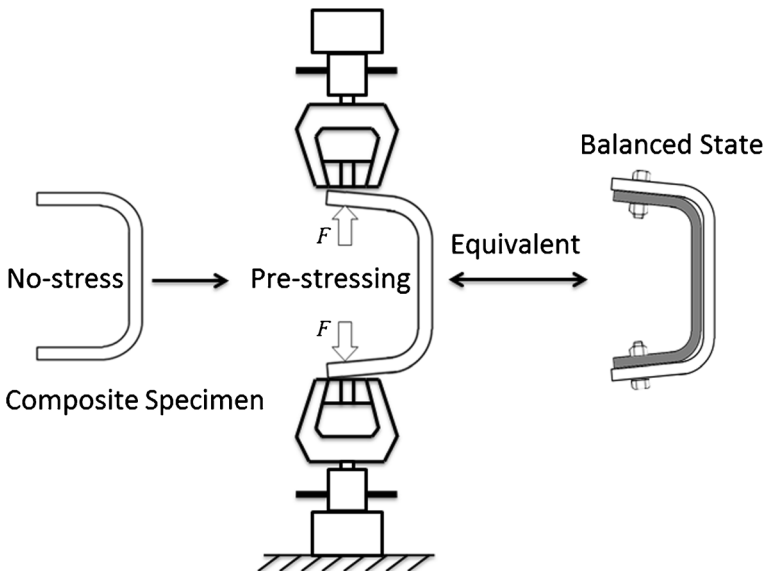 Balanced State
F
Equivalent
No-stress
Pre-stressing
F
Composite Specimen